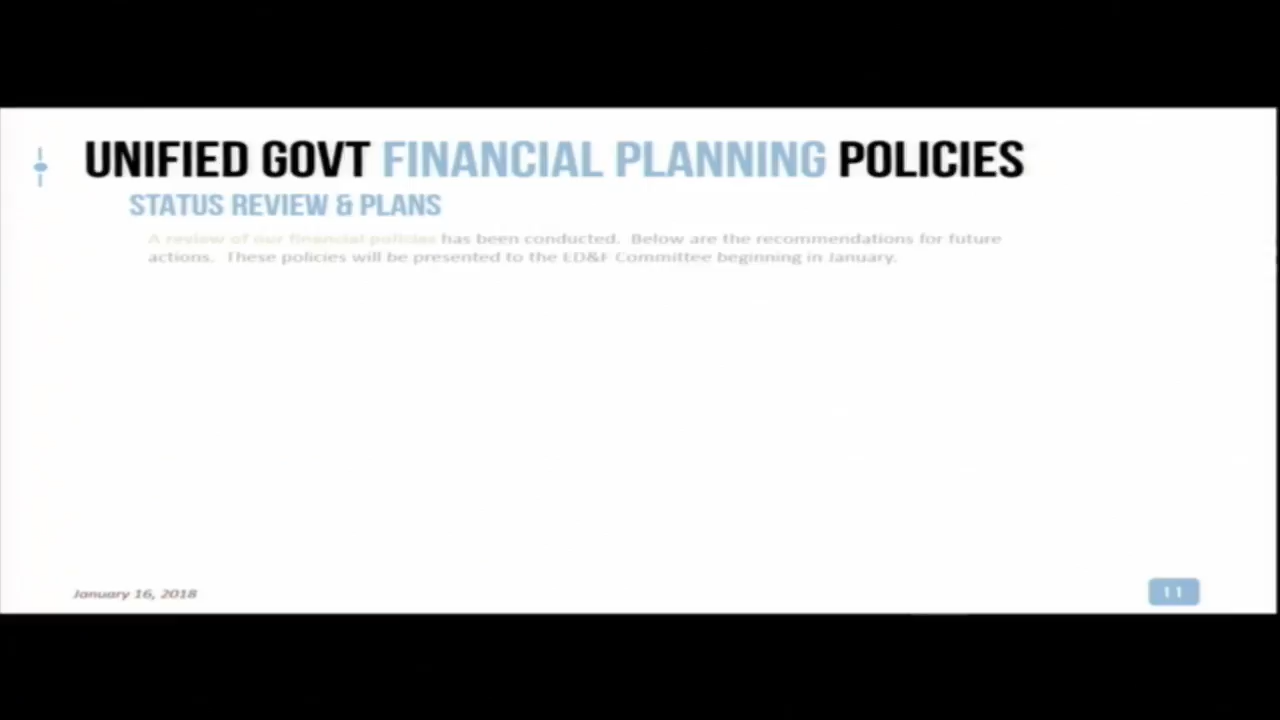 UNIFIED GOVT FINANCIAL PLANNING POLICIES
STATUS REVIEW & PLANS
A review of our financial policies has been conducted. Below are the recommendations for future
actions. These policies will be presented to the ED&F Committee beginning in January.
January 16, 2018
11